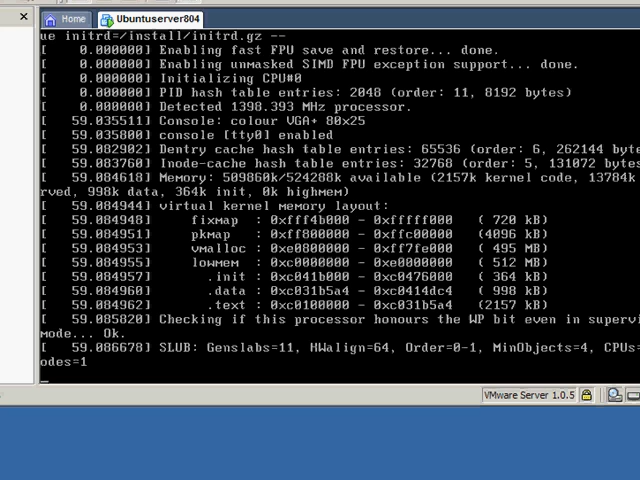 Home
Ubuntuserver804
ue initrd=/install/initrd.gz --
[    0.000000] Enabling fast FPU save and restore... done.
[    0.000000] Enabling unmasked SIMD FPU exception support... done.
[    0.000000] Initializing CPU#0
[    0.000000] PID hash table entries: 2048 (order: 11, 8192 bytes)
[    0.000000] Detected 1398.393 MHz processor.
[   59.035511] Console: colour VGA+ 80x25
[   59.035800] console [tty0] enabled
[   59.082902] Dentry cache hash table entries: 65536 (order: 6, 262144 byte
[   59.083760] Inode-cache hash table entries: 32768 (order: 5, 131072 bytes
[   59.084618] Memory: 509860k/524288k available (2157k kernel code, 13784k
rved, 998k data, 364k init, 0k highmem)
[   59.084944] virtual kernel memory layout:
[   59.084948]     fixmap  : 0xfff4b000 - 0xfffff000   ( 720 kB)
[   59.084951]     pkmap   : 0xff800000 - 0xffc00000   (4096 kB)
[   59.084953]     vmalloc : 0xe0800000 - 0xff7fe000   ( 495 MB)
[   59.084955]     lowmem  : 0xc0000000 - 0xe0000000   ( 512 MB)
[   59.084957]       .init : 0xc041b000 - 0xc0476000   ( 364 kB)
[   59.084960]       .data : 0xc031b5a4 - 0xc0414dc4   ( 998 kB)
[   59.084962]       .text : 0xc0100000 - 0xc031b5a4   (2157 kB)
[   59.085820] Checking if this processor honours the WP bit even in supervi
mode... Ok.
[   59.086678] SLUB: Genslabs=11, HWalign=64, Order=0-1, MinObjects=4, CPUs=
odes=1
VMware Server 1.0.5